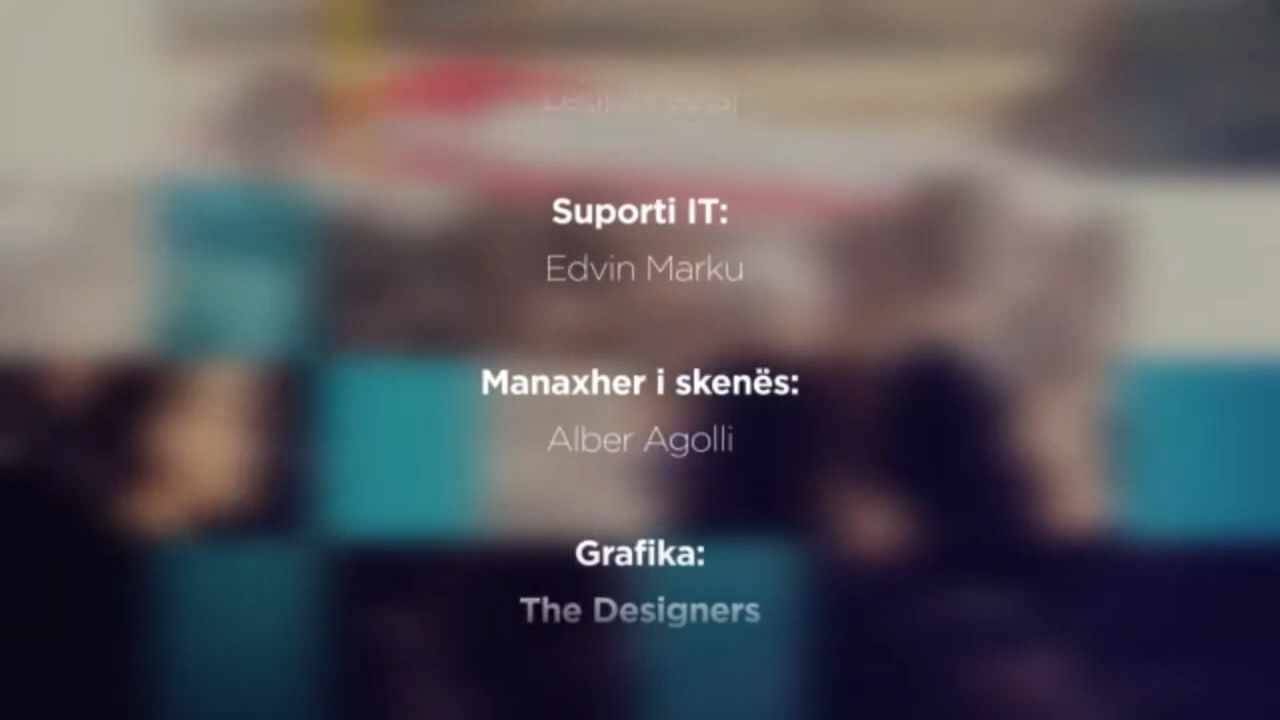 Suporti IT:
Edvin Marku
Manaxher i skenës:
Alber Agolli
Grafika:
The Designers